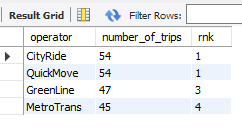 Result Grid Filter Rows:
operator number_of_trips rnk
CityRide 54 1
QuickMove 54 1
GreenLine 47 3
MetroTrans 45 4